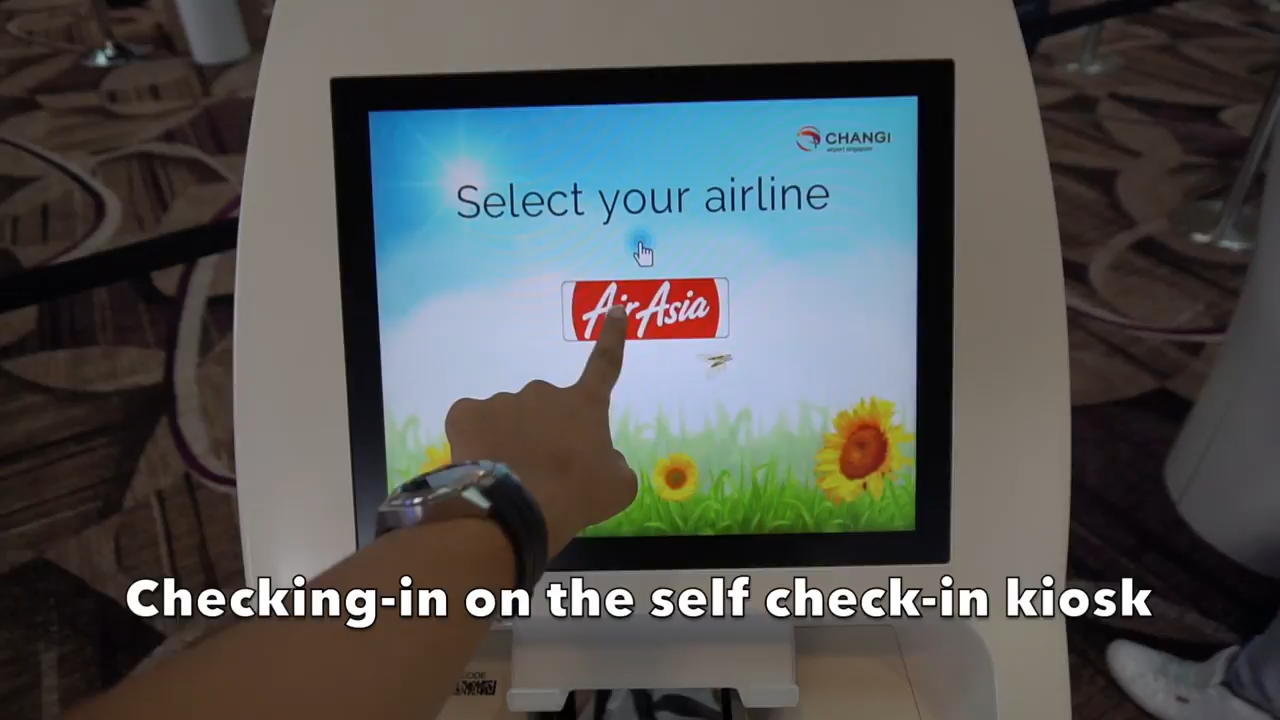 CHANGI
airport singapore
Select your airline
AirAsia
Checking-in on the self check-in kiosk